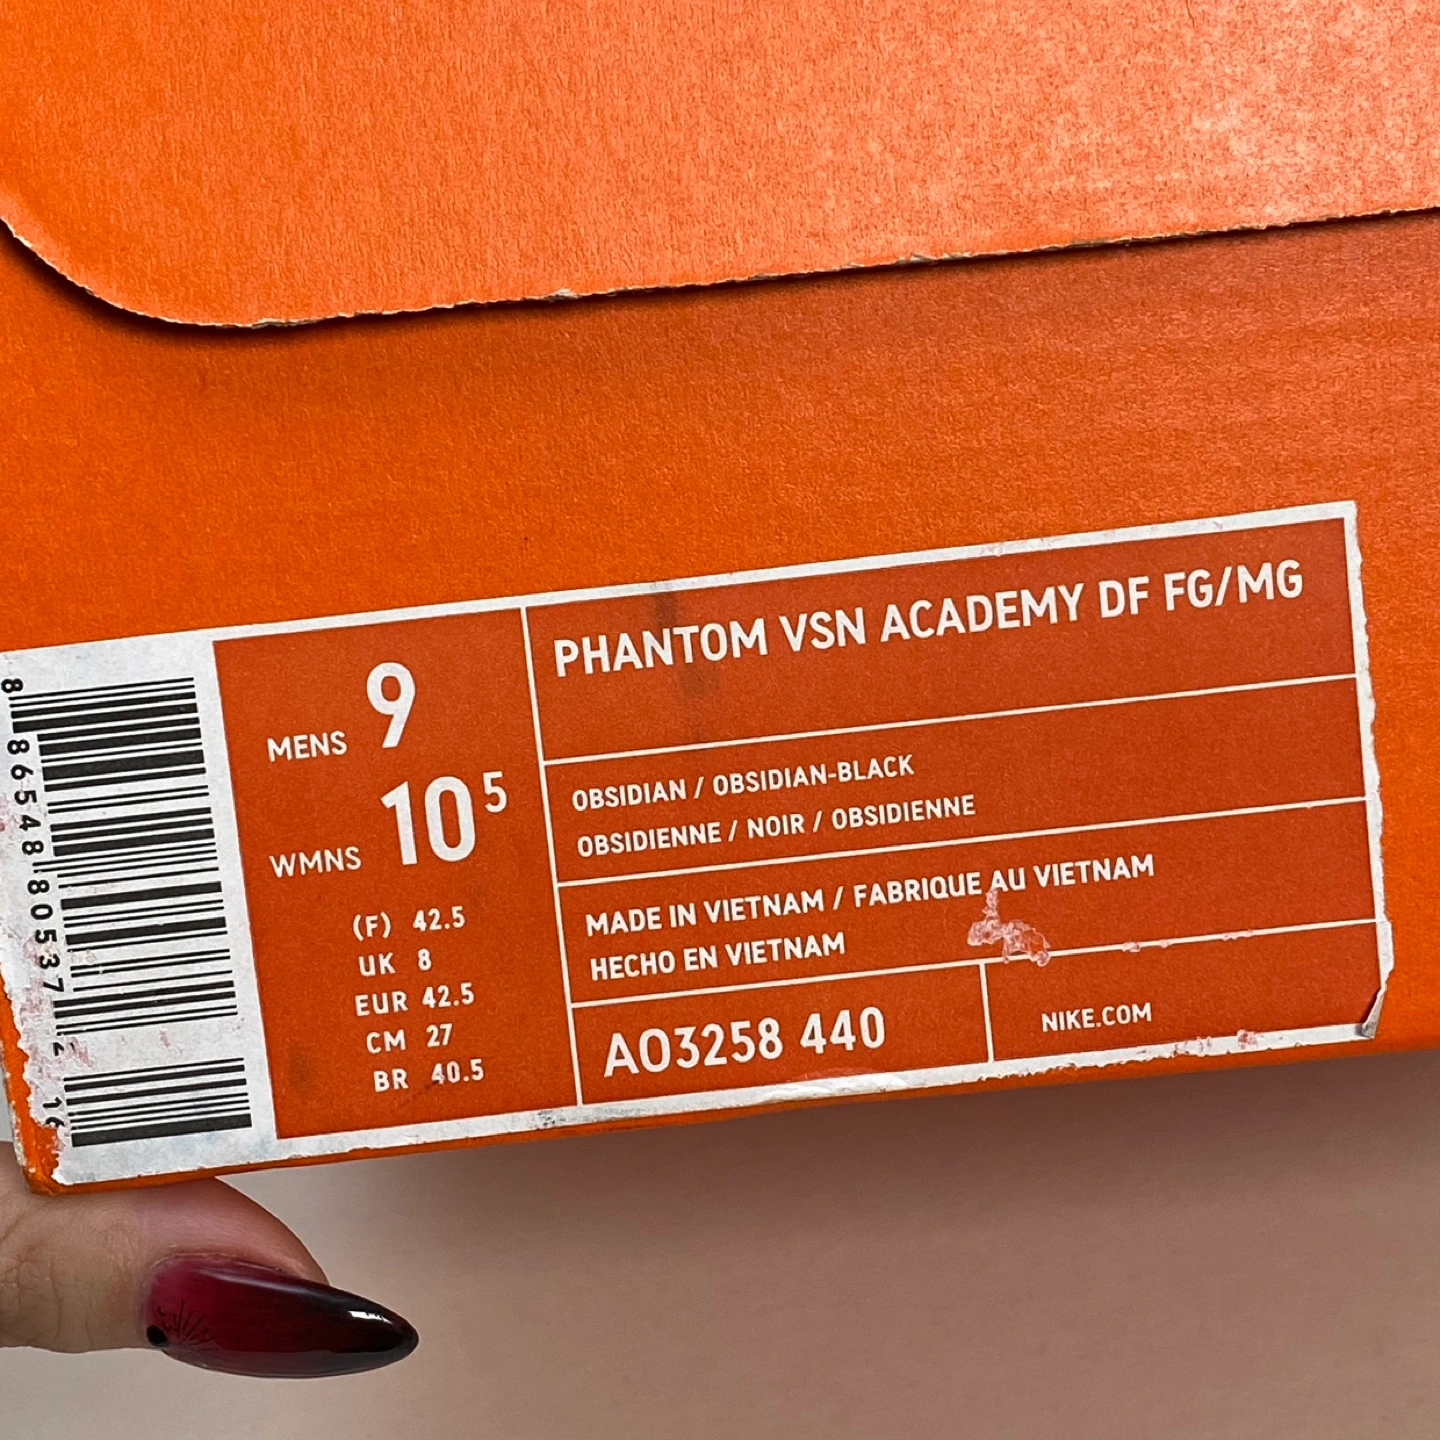 8 86548 80537 2
MENS 9
WMNS 10 5
(F) 42.5
UK 8
EUR 42.5
CM 27
BR 40.5
PHANTOM VSN ACADEMY DF FG/MG
OBSIDIAN / OBSIDIAN-BLACK
OBSIDIENNE / NOIR / OBSIDIENNE
MADE IN VIETNAM / FABRIQUE AU VIETNAM
HECHO EN VIETNAM
AO3258 440
NIKE.COM